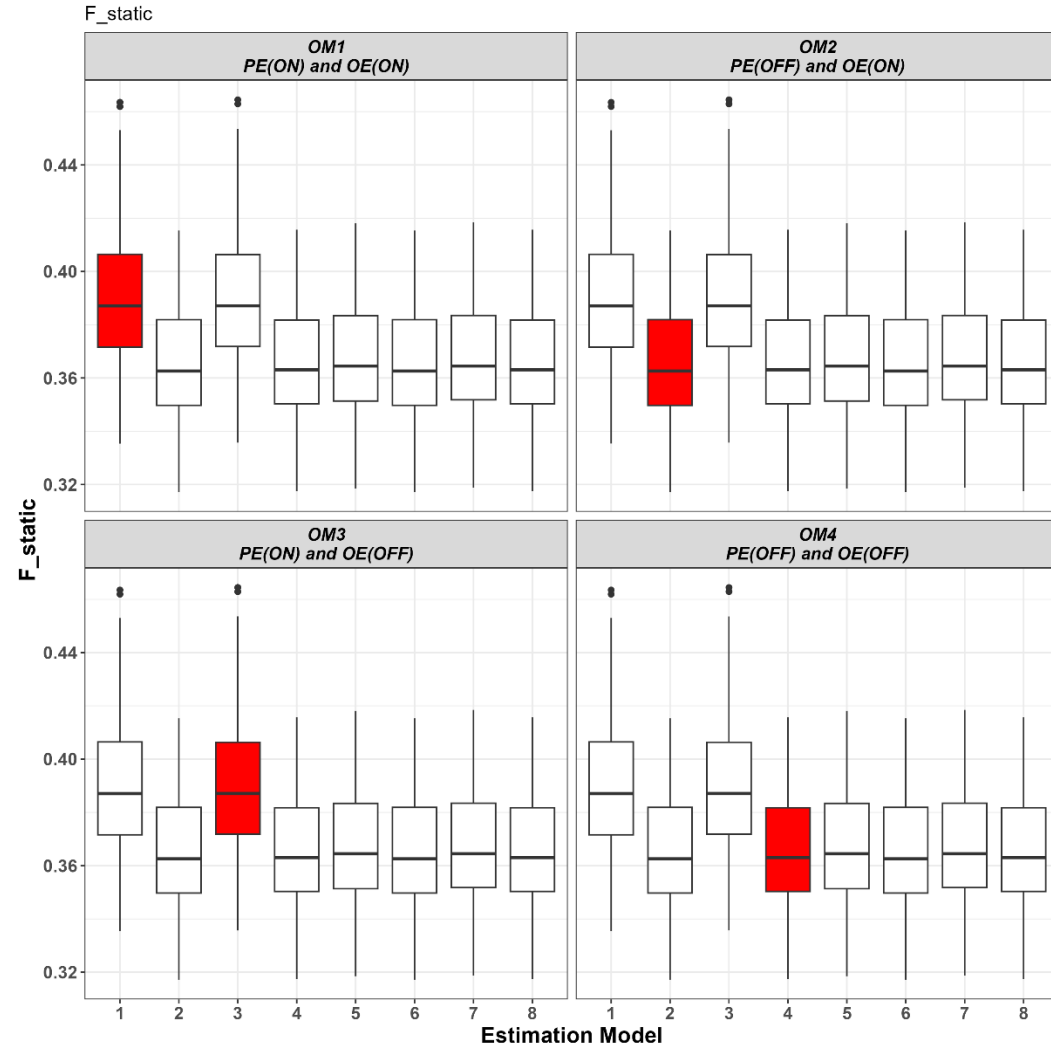 F_static
OM1
PE(ON) and OE(ON)
OM2
PE(OFF) and OE(ON)
0.44
0.40
0.36
0.32
F_static
OM3
PE(ON) and OE(OFF)
OM4
PE(OFF) and OE(OFF)
0.44
0.40
0.36
0.32
1 2 3 4 5 6 7 8 1 2 3 4 5 6 7 8
Estimation Model